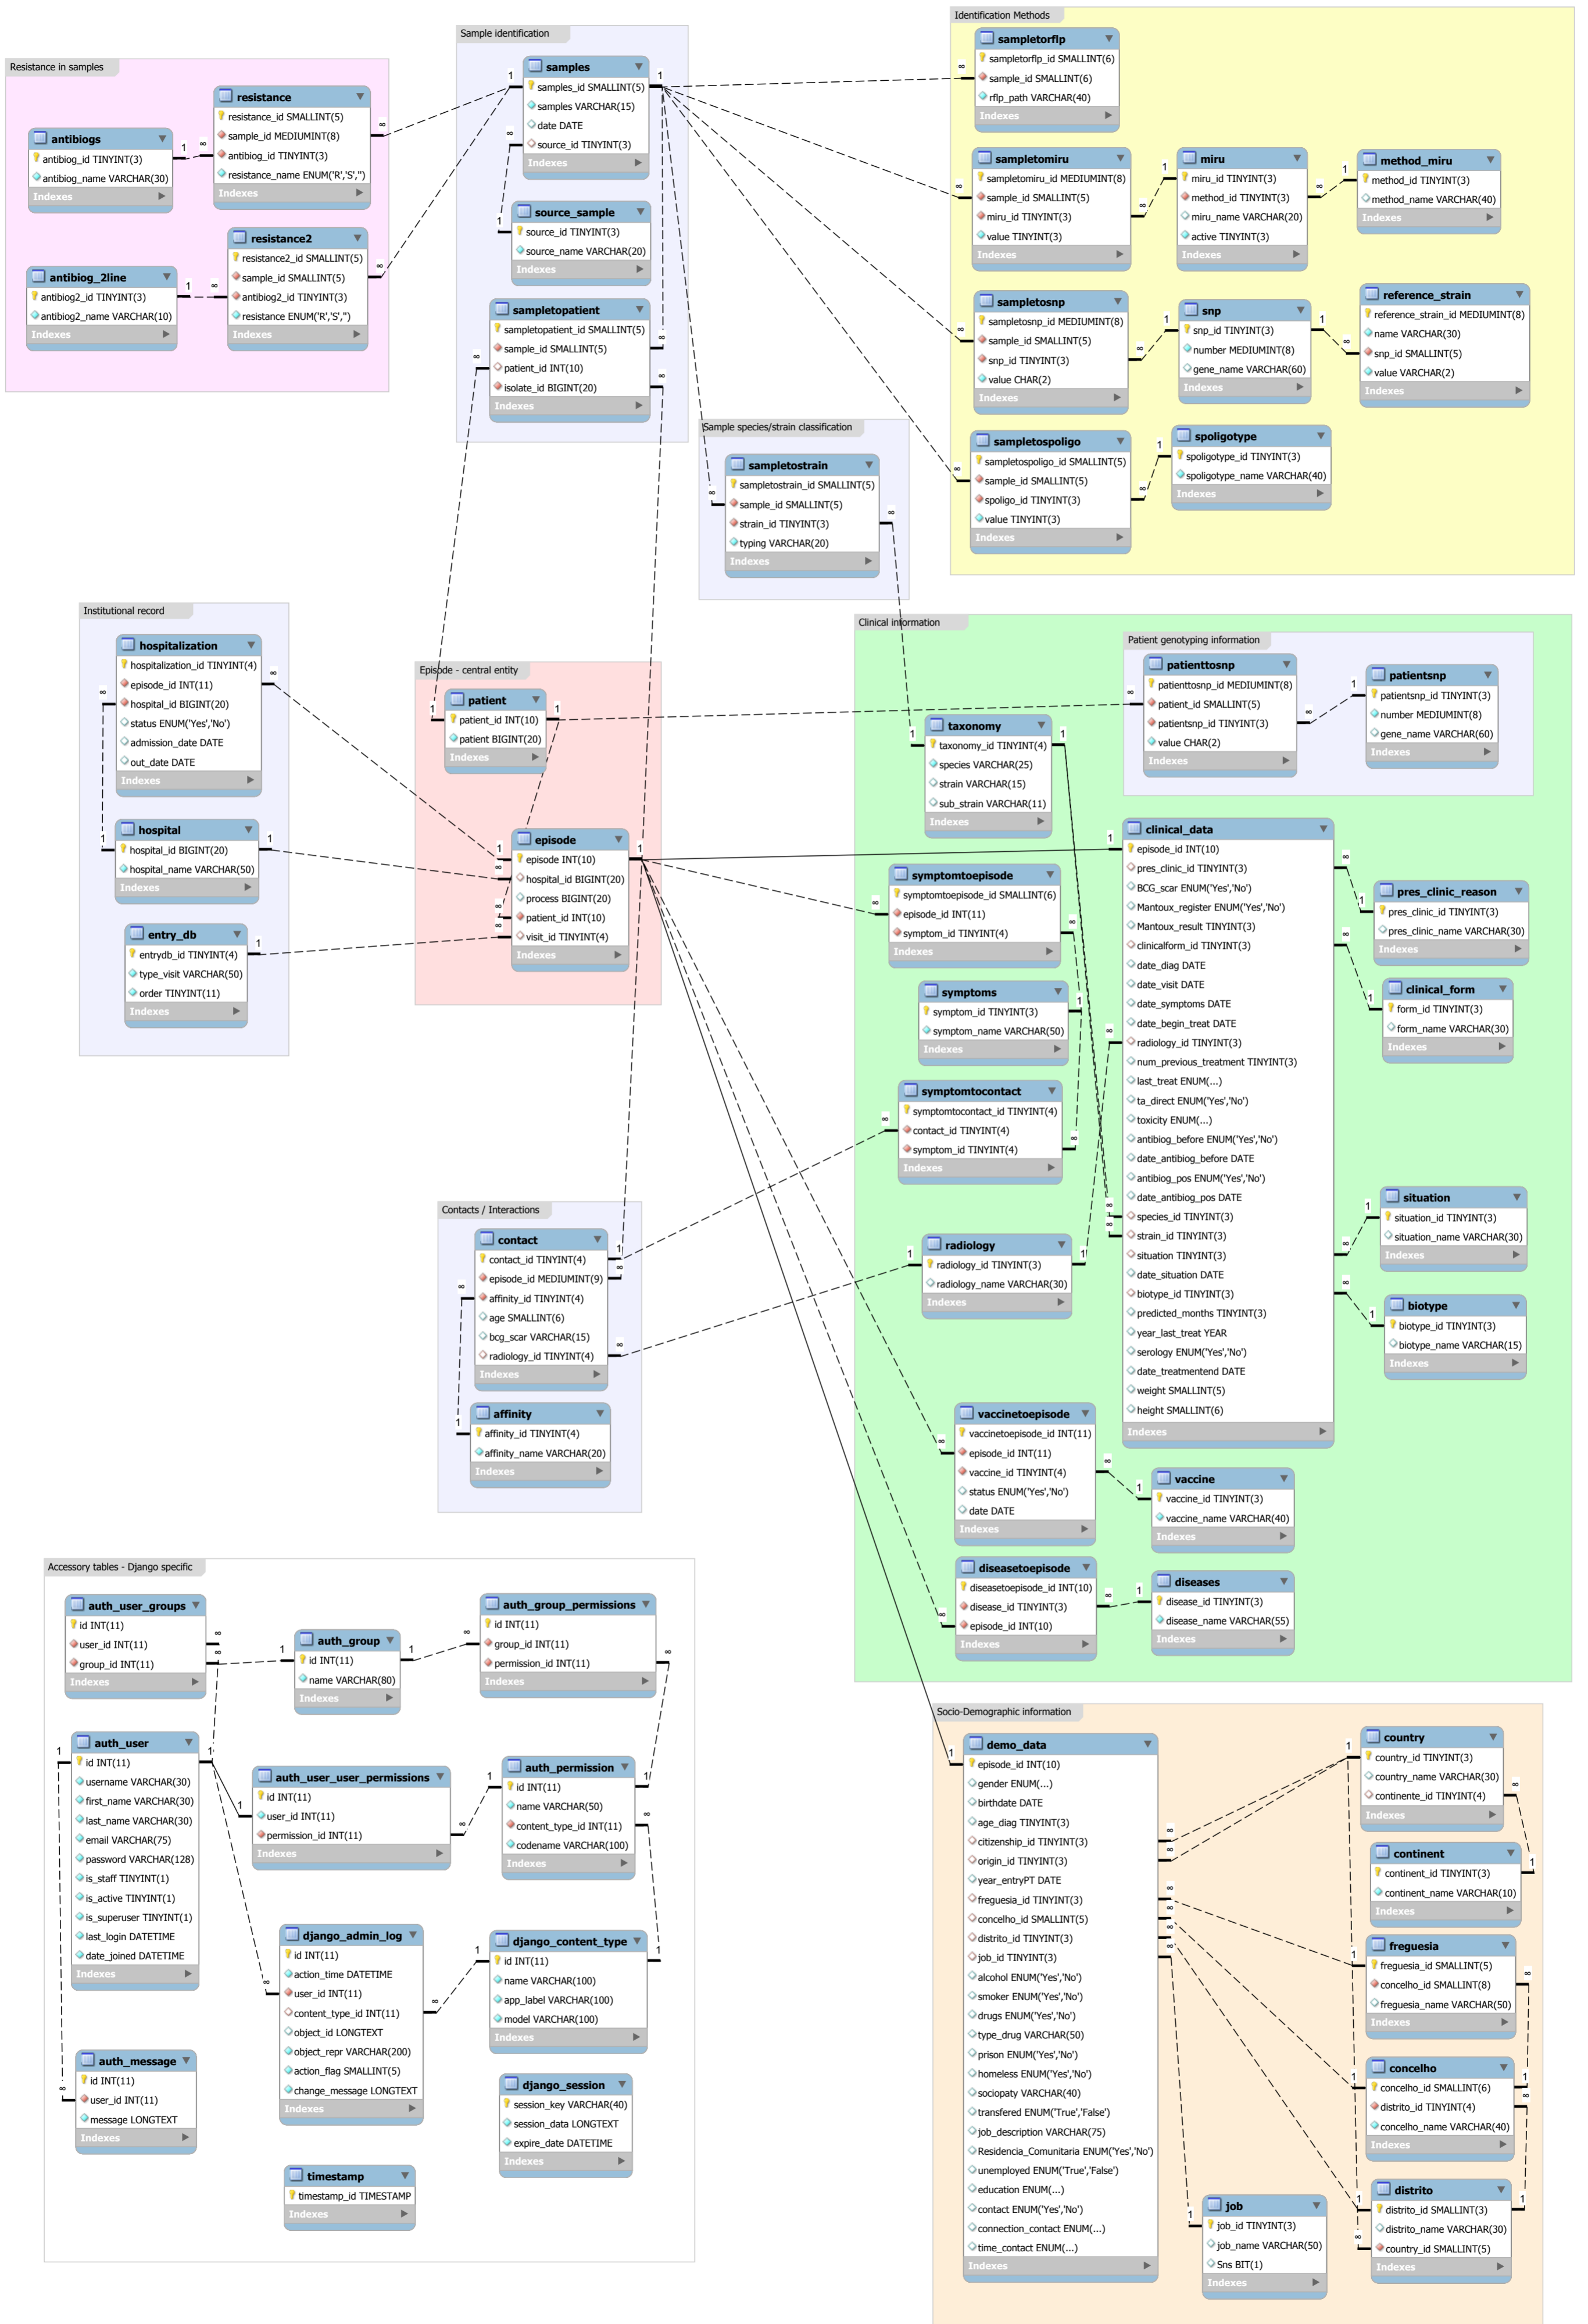 Resistance in samples
antibiogs
antibiog_id TINYINT(3)
antibiog_name VARCHAR(30)
Indexes
resistance
resistance_id SMALLINT(5)
sample_id MEDIUMINT(8)
antibiog_id TINYINT(3)
resistance_name ENUM('R','S','')
Indexes
antibiog_2line
antibiog2_id TINYINT(3)
antibiog2_name VARCHAR(10)
Indexes
resistance2
resistance2_id SMALLINT(5)
sample_id SMALLINT(5)
antibiog2_id TINYINT(3)
resistance ENUM('R','S','')
Indexes
Sample identification
samples
samples_id SMALLINT(5)
samples VARCHAR(15)
date DATE
source_id TINYINT(3)
Indexes
source_sample
source_id TINYINT(3)
source_name VARCHAR(20)
Indexes
sampletopatient
sampletopatient_id SMALLINT(5)
sample_id SMALLINT(5)
patient_id INT(10)
isolate_id BIGINT(20)
Indexes
Identification Methods
sampletorflp
sampletorflp_id SMALLINT(6)
sample_id SMALLINT(6)
rflp_path VARCHAR(40)
Indexes
sampletomiru
sampletomiru_id MEDIUMINT(8)
sample_id SMALLINT(5)
miru_id TINYINT(3)
value TINYINT(3)
Indexes
miru
miru_id TINYINT(3)
method_id TINYINT(3)
miru_name VARCHAR(20)
active TINYINT(3)
Indexes
method_miru
method_id TINYINT(3)
method_name VARCHAR(40)
Indexes
sampletosnp
sampletosnp_id MEDIUMINT(8)
sample_id SMALLINT(5)
snp_id TINYINT(3)
value CHAR(2)
Indexes
snp
snp_id TINYINT(3)
number MEDIUMINT(8)
gene_name VARCHAR(60)
Indexes
reference_strain
reference_strain_id MEDIUMINT(8)
name VARCHAR(30)
snp_id SMALLINT(5)
value VARCHAR(2)
Indexes
sampletospoligo
sampletospoligo_id SMALLINT(5)
sample_id SMALLINT(5)
spoligo_id TINYINT(3)
value TINYINT(3)
Indexes
spoligotype
spoligotype_id TINYINT(3)
spoligotype_name VARCHAR(40)
Indexes
Sample species/strain classification
sampletostrain
sampletostrain_id SMALLINT(5)
sample_id SMALLINT(5)
strain_id TINYINT(3)
typing VARCHAR(20)
Indexes
Institutional record
hospitalization
hospitalization_id TINYINT(4)
episode_id INT(11)
hospital_id BIGINT(20)
status ENUM('Yes','No')
admission_date DATE
out_date DATE
Indexes
hospital
hospital_id BIGINT(20)
hospital_name VARCHAR(50)
Indexes
entry_db
entrydb_id TINYINT(4)
type_visit VARCHAR(50)
order TINYINT(11)
Indexes
Episode - central entity
patient
patient_id INT(10)
patient BIGINT(20)
Indexes
episode
episode INT(10)
hospital_id BIGINT(20)
process BIGINT(20)
patient_id INT(10)
visit_id TINYINT(4)
Indexes
Clinical information
Patient genotyping information
patienttosnp
patienttosnp_id MEDIUMINT(8)
patient_id SMALLINT(5)
patientsnp_id TINYINT(3)
value CHAR(2)
Indexes
patientsnp
patientsnp_id TINYINT(3)
number MEDIUMINT(8)
gene_name VARCHAR(60)
Indexes
taxonomy
taxonomy_id TINYINT(4)
species VARCHAR(25)
strain VARCHAR(15)
sub_strain VARCHAR(11)
Indexes
symptomtoepisode
symptomtoepisode_id SMALLINT(6)
episode_id INT(11)
symptom_id TINYINT(4)
Indexes
symptoms
symptom_id TINYINT(3)
symptom_name VARCHAR(50)
Indexes
symptomtocontact
symptomtocontact_id TINYINT(4)
contact_id TINYINT(4)
symptom_id TINYINT(4)
Indexes
radiology
radiology_id TINYINT(3)
radiology_name VARCHAR(30)
Indexes
clinical_data
episode_id INT(10)
pres_clinic_id TINYINT(3)
BCG_scar ENUM('Yes','No')
Mantoux_register ENUM('Yes','No')
Mantoux_result TINYINT(3)
clinicalform_id TINYINT(3)
date_diag DATE
date_visit DATE
date_symptoms DATE
date_begin_treat DATE
radiology_id TINYINT(3)
num_previous_treatment TINYINT(3)
last_treat ENUM(...)
ta_direct ENUM('Yes','No')
toxicity ENUM(...)
antibiog_before ENUM('Yes','No')
date_antibiog_before DATE
antibiog_pos ENUM('Yes','No')
date_antibiog_pos DATE
species_id TINYINT(3)
strain_id TINYINT(3)
situation TINYINT(3)
date_situation DATE
biotype_id TINYINT(3)
predicted_months TINYINT(3)
year_last_treat YEAR
serology ENUM('Yes','No')
date_treatmentend DATE
weight SMALLINT(5)
height SMALLINT(6)
Indexes
pres_clinic_reason
pres_clinic_id TINYINT(3)
pres_clinic_name VARCHAR(30)
Indexes
clinical_form
form_id TINYINT(3)
form_name VARCHAR(30)
Indexes
situation
situation_id TINYINT(3)
situation_name VARCHAR(30)
Indexes
biotype
biotype_id TINYINT(3)
biotype_name VARCHAR(15)
Indexes
vaccinetoepisode
vaccinetoepisode_id INT(11)
episode_id INT(11)
vaccine_id TINYINT(4)
status ENUM('Yes','No')
date DATE
Indexes
vaccine
vaccine_id TINYINT(3)
vaccine_name VARCHAR(40)
Indexes
diseasetoepisode
diseasetoepisode_id INT(10)
disease_id TINYINT(3)
episode_id INT(10)
Indexes
diseases
disease_id TINYINT(3)
disease_name VARCHAR(55)
Indexes
Contacts / Interactions
contact
contact_id TINYINT(4)
episode_id MEDIUMINT(9)
affinity_id TINYINT(4)
age SMALLINT(6)
bcg_scar VARCHAR(15)
radiology_id TINYINT(4)
Indexes
affinity
affinity_id TINYINT(4)
affinity_name VARCHAR(20)
Indexes
Accessory tables - Django specific
auth_user_groups
id INT(11)
user_id INT(11)
group_id INT(11)
Indexes
auth_group
id INT(11)
name VARCHAR(80)
Indexes
auth_group_permissions
id INT(11)
group_id INT(11)
permission_id INT(11)
Indexes
auth_user
id INT(11)
username VARCHAR(30)
first_name VARCHAR(30)
last_name VARCHAR(30)
email VARCHAR(75)
password VARCHAR(128)
is_staff TINYINT(1)
is_active TINYINT(1)
is_superuser TINYINT(1)
last_login DATETIME
date_joined DATETIME
Indexes
auth_user_user_permissions
id INT(11)
user_id INT(11)
permission_id INT(11)
Indexes
auth_permission
id INT(11)
name VARCHAR(50)
content_type_id INT(11)
codename VARCHAR(100)
Indexes
django_admin_log
id INT(11)
action_time DATETIME
user_id INT(11)
content_type_id INT(11)
object_id LONGTEXT
object_repr VARCHAR(200)
action_flag SMALLINT(5)
change_message LONGTEXT
Indexes
django_content_type
id INT(11)
name VARCHAR(100)
app_label VARCHAR(100)
model VARCHAR(100)
Indexes
auth_message
id INT(11)
user_id INT(11)
message LONGTEXT
Indexes
django_session
session_key VARCHAR(40)
session_data LONGTEXT
expire_date DATETIME
Indexes
timestamp
timestamp_id TIMESTAMP
Indexes
Socio-Demographic information
demo_data
episode_id INT(10)
gender ENUM(...)
birthdate DATE
age_diag TINYINT(3)
citizenship_id TINYINT(3)
origin_id TINYINT(3)
year_entryPT DATE
freguesia_id TINYINT(3)
concelho_id SMALLINT(5)
distrito_id TINYINT(3)
job_id TINYINT(3)
alcohol ENUM('Yes','No')
smoker ENUM('Yes','No')
drugs ENUM('Yes','No')
type_drug VARCHAR(50)
prison ENUM('Yes','No')
homeless ENUM('Yes','No')
sociopaty VARCHAR(40)
transfered ENUM('True','False')
job_description VARCHAR(75)
Residencia_Comunitaria ENUM('Yes','No')
unemployed ENUM('True','False')
education ENUM(...)
contact ENUM('Yes','No')
connection_contact ENUM(...)
time_contact ENUM(...)
Indexes
country
country_id TINYINT(3)
country_name VARCHAR(30)
continente_id TINYINT(4)
Indexes
continent
continent_id TINYINT(3)
continent_name VARCHAR(10)
Indexes
freguesia
freguesia_id SMALLINT(5)
concelho_id SMALLINT(8)
freguesia_name VARCHAR(50)
Indexes
concelho
concelho_id SMALLINT(6)
distrito_id TINYINT(4)
concelho_name VARCHAR(40)
Indexes
distrito
distrito_id SMALLINT(3)
distrito_name VARCHAR(30)
country_id SMALLINT(5)
Indexes
job
job_id TINYINT(3)
job_name VARCHAR(50)
Sns BIT(1)
Indexes